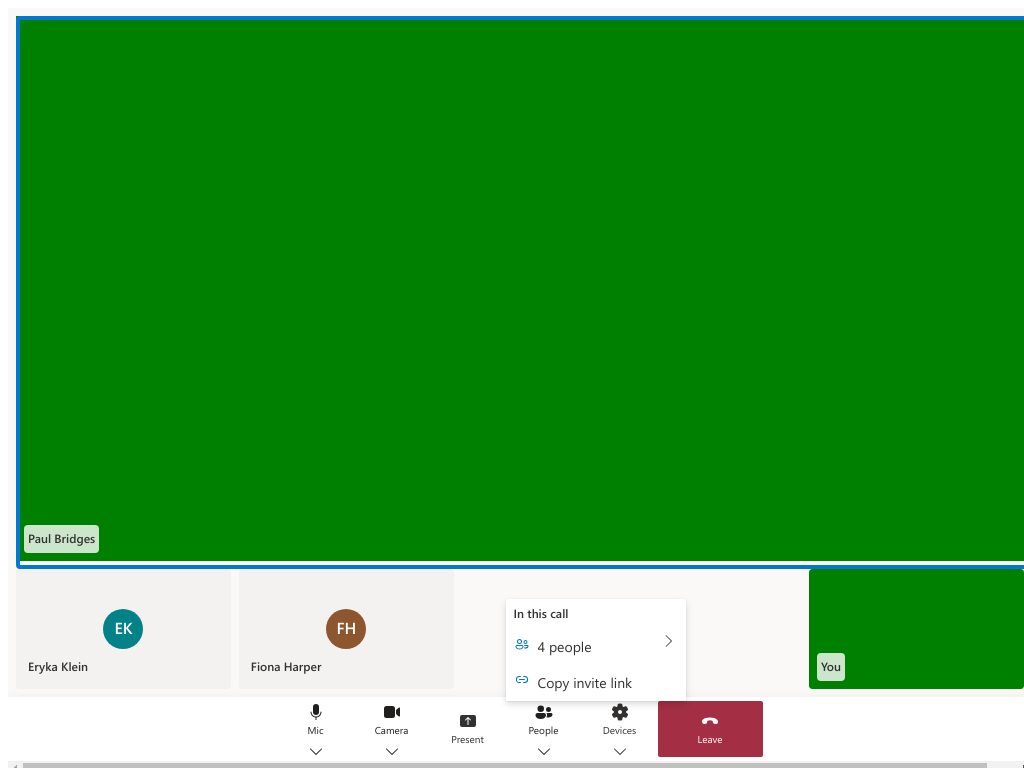 Paul Bridges
EK
Eryka Klein
FH
Fiona Harper
In this call
4 people
Copy invite link
You
Mic
Camera
Present
People
Devices
Leave